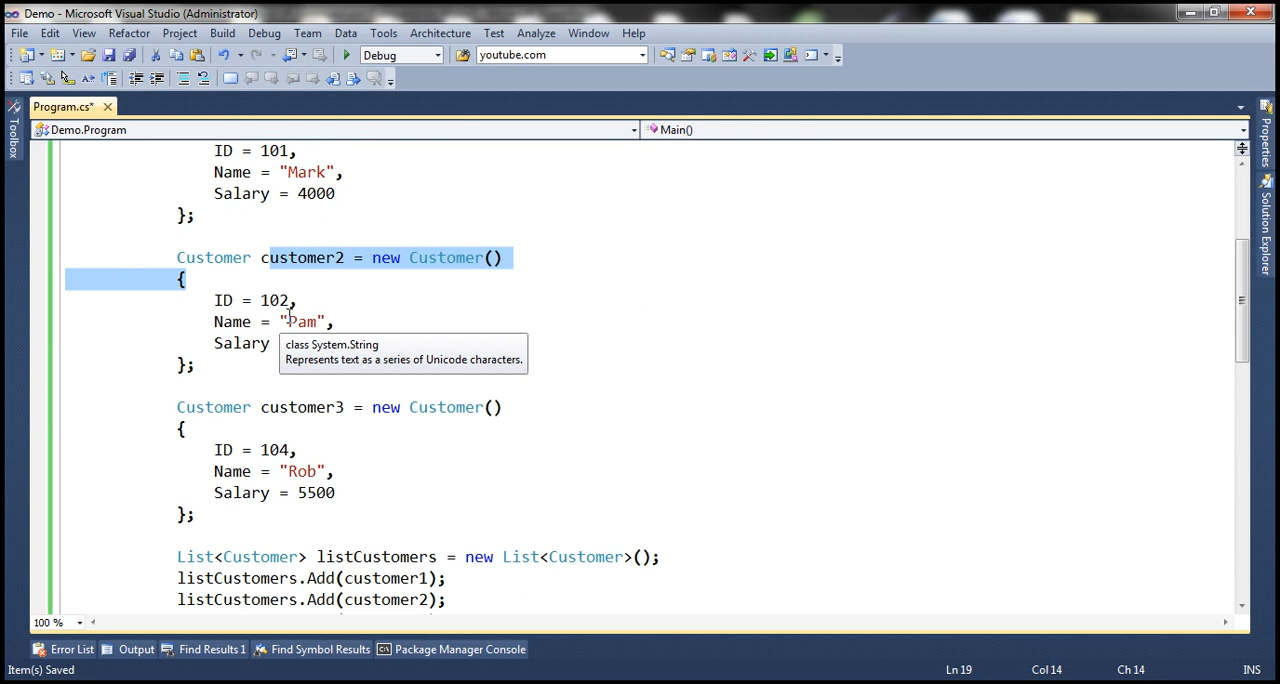 Demo - Microsoft Visual Studio (Administrator)
File Edit View Refactor Project Build Debug Team Data Tools Architecture Test Analyze Window Help
Debug youtube.com
Program.cs* ×
Demo.Program Main()
Toolbox
Properties
Solution Explorer
ID = 101,
Name = "Mark",
Salary = 4000
};
Customer customer2 = new Customer()
{
ID = 102,
Name = "Pam",
Salary
class System.String
Represents text as a series of Unicode characters.
};
Customer customer3 = new Customer()
{
ID = 104,
Name = "Rob",
Salary = 5500
};
List<Customer> listCustomers = new List<Customer>();
listCustomers.Add(customer1);
listCustomers.Add(customer2);
100 %
Error List Output Find Results 1 Find Symbol Results Package Manager Console
Item(s) Saved Ln 19 Col 14 Ch 14 INS